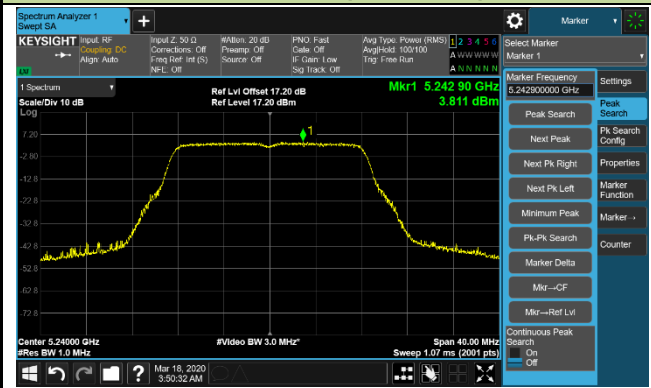 Spectrum Analyzer 1
Swept SA
+
Marker
KEYSIGHT
Input: RF
Coupling: DC
Align: Auto
Input Z: 50 Ω
Corrections: Off
Freq Ref: Int (S)
NFE: Off
#Atten: 20 dB
Preamp: Off
Source: Off
PNO: Fast
Gate: Off
IF Gain: Low
Sig Track: Off
Avg Type: Power (RMS)
Avg|Hold: 100/100
Trig: Free Run
1 2 3 4 5 6
A W W W W W
A N N N N N
Select Marker
Marker 1
1 Spectrum
Scale/Div 10 dB
Log
Ref Lvl Offset 17.20 dB
Ref Level 17.20 dBm
Mkr1 5.242 90 GHz
3.811 dBm
Marker Frequency
5.242900000 GHz
Settings
Peak Search
Peak
Search
Next Peak
Pk Search
Config
Next Pk Right
Properties
Next Pk Left
Marker
Function
Minimum Peak
Marker→
Pk-Pk Search
Counter
Marker Delta
Mkr→CF
Mkr→Ref Lvl
Continuous Peak
Search
On
Off
1
7.20
-2.80
-12.8
-22.8
-32.8
-42.8
-52.8
-62.8
-72.8
Center 5.24000 GHz
#Res BW 1.0 MHz
#Video BW 3.0 MHz*
Span 40.00 MHz
Sweep 1.07 ms (2001 pts)
?
Mar 18, 2020
3:50:32 AM